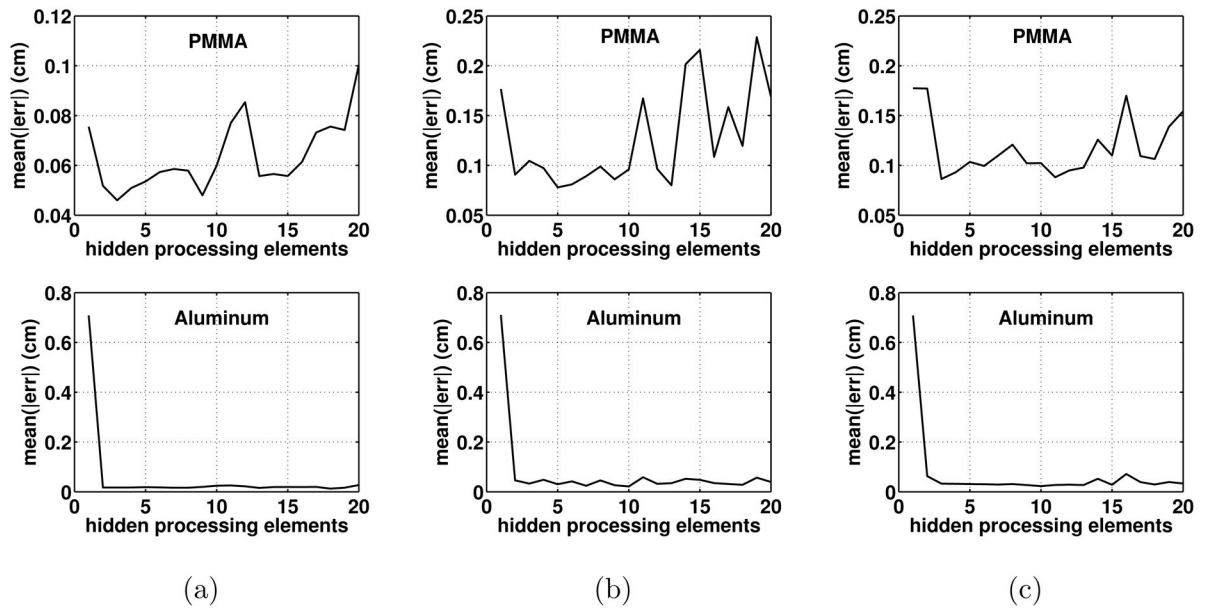 0.12
0.1
0.08
0.06
0.04
mean(|err|) (cm)
PMMA
0 5 10 15 20
hidden processing elements
0.8
0.6
0.4
0.2
0
mean(|err|) (cm)
Aluminum
0 5 10 15 20
hidden processing elements
(a)
0.25
0.2
0.15
0.1
0.05
mean(|err|) (cm)
PMMA
0 5 10 15 20
hidden processing elements
0.8
0.6
0.4
0.2
0
mean(|err|) (cm)
Aluminum
0 5 10 15 20
hidden processing elements
(b)
0.25
0.2
0.15
0.1
0.05
mean(|err|) (cm)
PMMA
0 5 10 15 20
hidden processing elements
0.8
0.6
0.4
0.2
0
mean(|err|) (cm)
Aluminum
0 5 10 15 20
hidden processing elements
(c)